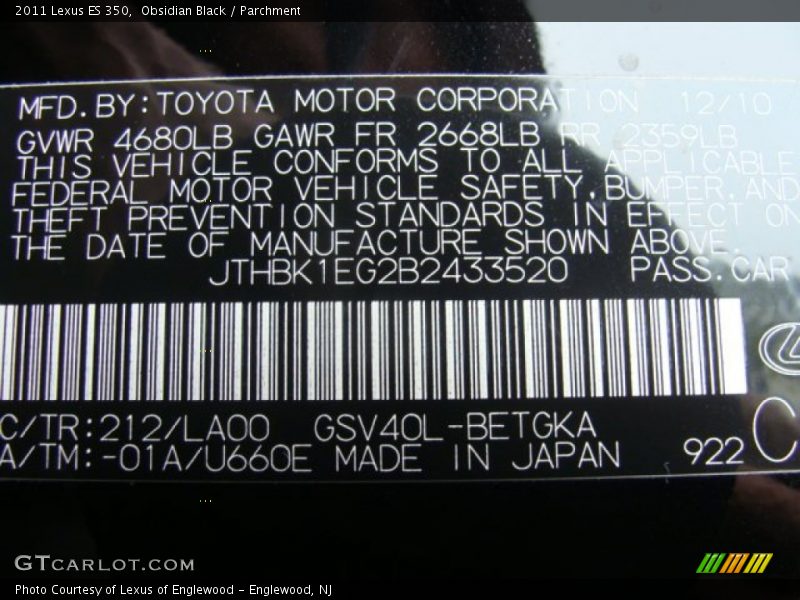 2011 Lexus ES 350,  Obsidian Black / Parchment
MFD. BY: TOYOTA MOTOR CORPORATION 12/10
GVWR 4680LB GAWR FR 2668LB RR 2359LB
THIS VEHICLE CONFORMS TO ALL APPLICABLE
FEDERAL MOTOR VEHICLE SAFETY, BUMPER, AND
THEFT PREVENTION STANDARDS IN EFFECT ON
THE DATE OF MANUFACTURE SHOWN ABOVE.
JTHBK1EG2B2433520 PASS. CAR
C/TR: 212/LA00 GSV40L-BETGKA
A/TM: -01A/U660E MADE IN JAPAN 922 C
GTCARLOT.COM
Photo Courtesy of Lexus of Englewood – Englewood, NJ